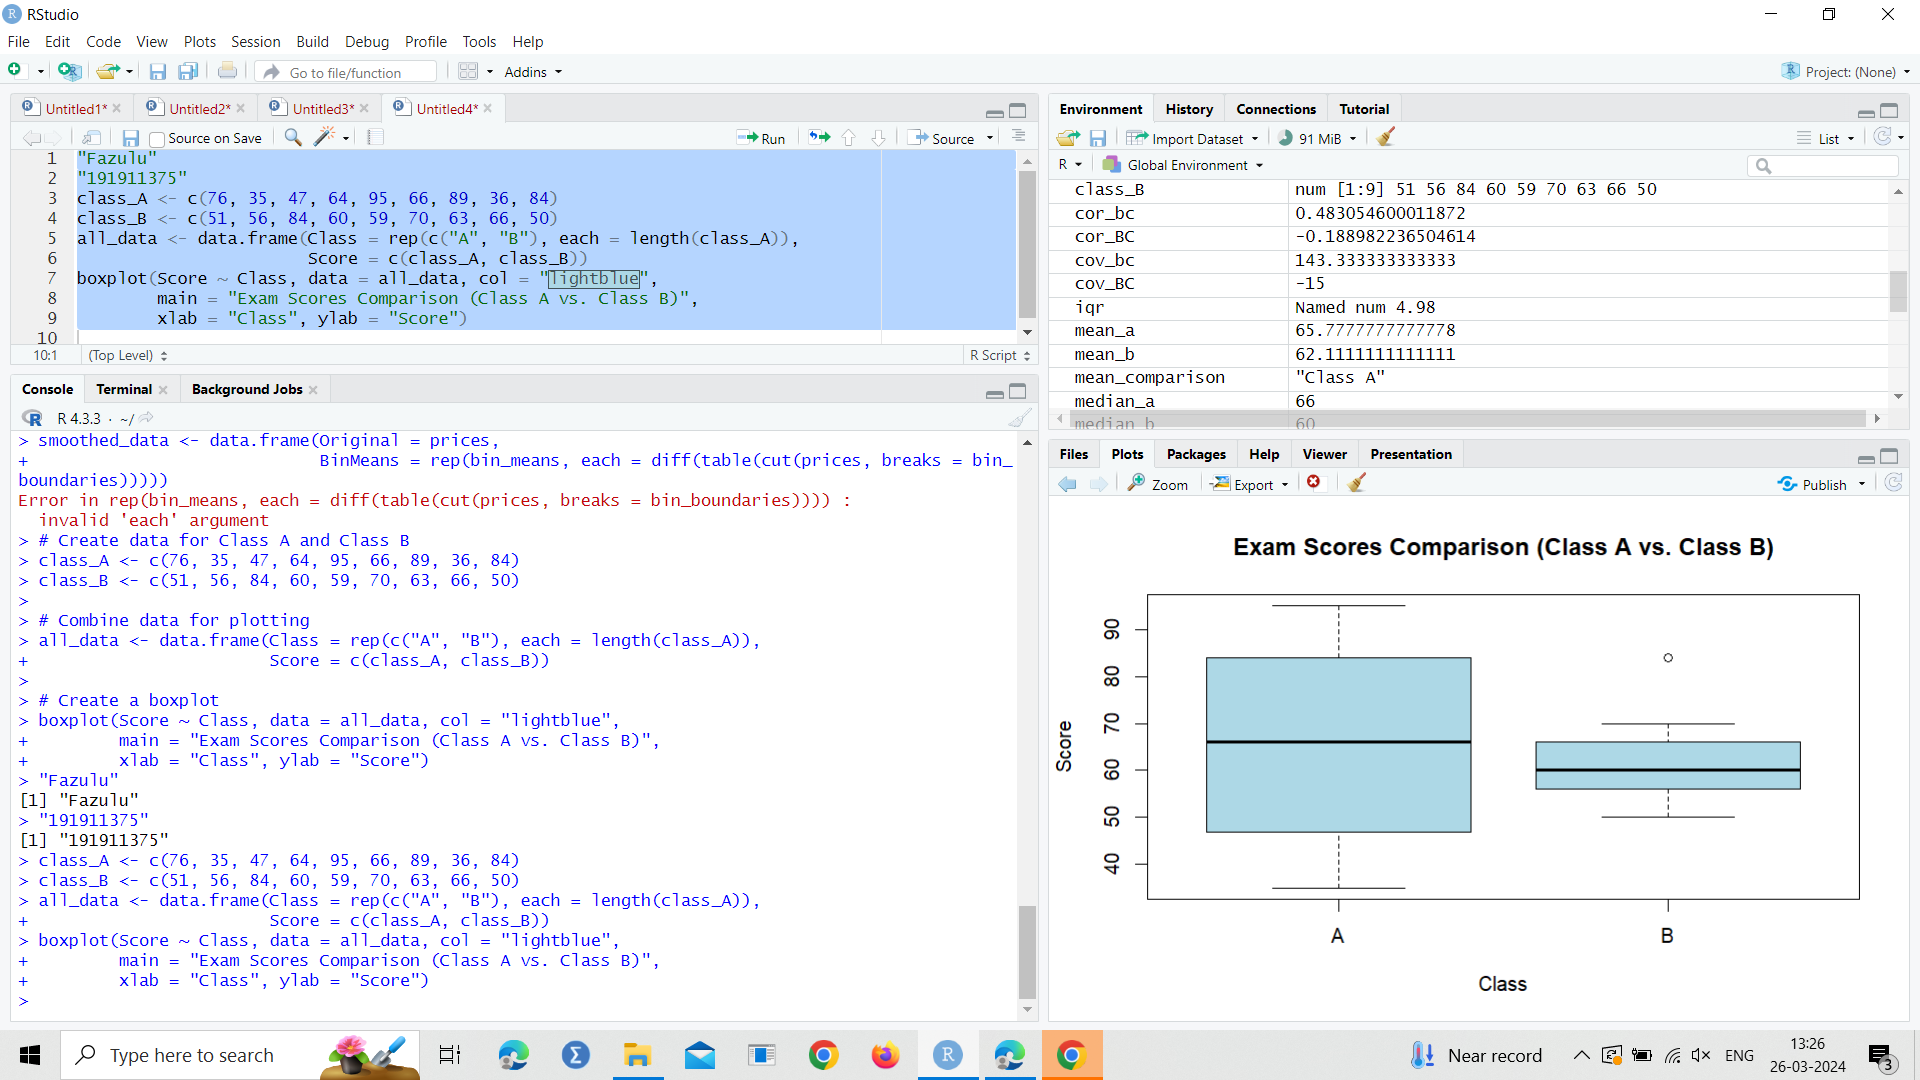 RStudio
File Edit Code View Plots Session Build Debug Profile Tools Help
Go to file/function Addins Project: (None)
Untitled1* Untitled2* Untitled3* Untitled4*
Source on Save Run Source
1 "Fazulu"
2 "191911375"
3 class_A <- c(76, 35, 47, 64, 95, 66, 89, 36, 84)
4 class_B <- c(51, 56, 84, 60, 59, 70, 63, 66, 50)
5 all_data <- data.frame(Class = rep(c("A", "B"), each = length(class_A)),
6 Score = c(class_A, class_B))
7 boxplot(Score ~ Class, data = all_data, col = "lightblue",
8 main = "Exam Scores Comparison (Class A vs. Class B)",
9 xlab = "Class", ylab = "Score")
10
10:1 (Top Level) R Script
Console Terminal Background Jobs
R 4.3.3 · ~/
> smoothed_data <- data.frame(Original = prices,
+ BinMeans = rep(bin_means, each = diff(table(cut(prices, breaks = bin_
boundaries)))))
Error in rep(bin_means, each = diff(table(cut(prices, breaks = bin_boundaries)))) :
invalid 'each' argument
> # Create data for Class A and Class B
> class_A <- c(76, 35, 47, 64, 95, 66, 89, 36, 84)
> class_B <- c(51, 56, 84, 60, 59, 70, 63, 66, 50)
>
> # Combine data for plotting
> all_data <- data.frame(Class = rep(c("A", "B"), each = length(class_A)),
+ Score = c(class_A, class_B))
>
> # Create a boxplot
> boxplot(Score ~ Class, data = all_data, col = "lightblue",
+ main = "Exam Scores Comparison (Class A vs. Class B)",
+ xlab = "Class", ylab = "Score")
> "Fazulu"
[1] "Fazulu"
> "191911375"
[1] "191911375"
> class_A <- c(76, 35, 47, 64, 95, 66, 89, 36, 84)
> class_B <- c(51, 56, 84, 60, 59, 70, 63, 66, 50)
> all_data <- data.frame(Class = rep(c("A", "B"), each = length(class_A)),
+ Score = c(class_A, class_B))
> boxplot(Score ~ Class, data = all_data, col = "lightblue",
+ main = "Exam Scores Comparison (Class A vs. Class B)",
+ xlab = "Class", ylab = "Score")
>
Environment History Connections Tutorial
Import Dataset 91 MiB List
R Global Environment
class_B num [1:9] 51 56 84 60 59 70 63 66 50
cor_bc 0.483054600011872
cor_BC -0.188982236504614
cov_bc 143.333333333333
cov_BC -15
iqr Named num 4.98
mean_a 65.7777777777778
mean_b 62.1111111111111
mean_comparison "Class A"
median_a 66
median_b 60
Files Plots Packages Help Viewer Presentation
Zoom Export Publish
Exam Scores Comparison (Class A vs. Class B)
90
80
70
60
50
40
Score
A B
Class
Type here to search
Near record
ENG
13:26
26-03-2024
3